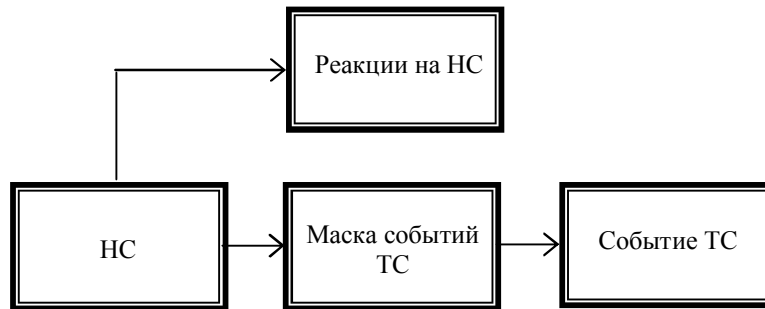 Реакции на НС
НС
Маска событий
ТС
Событие ТС